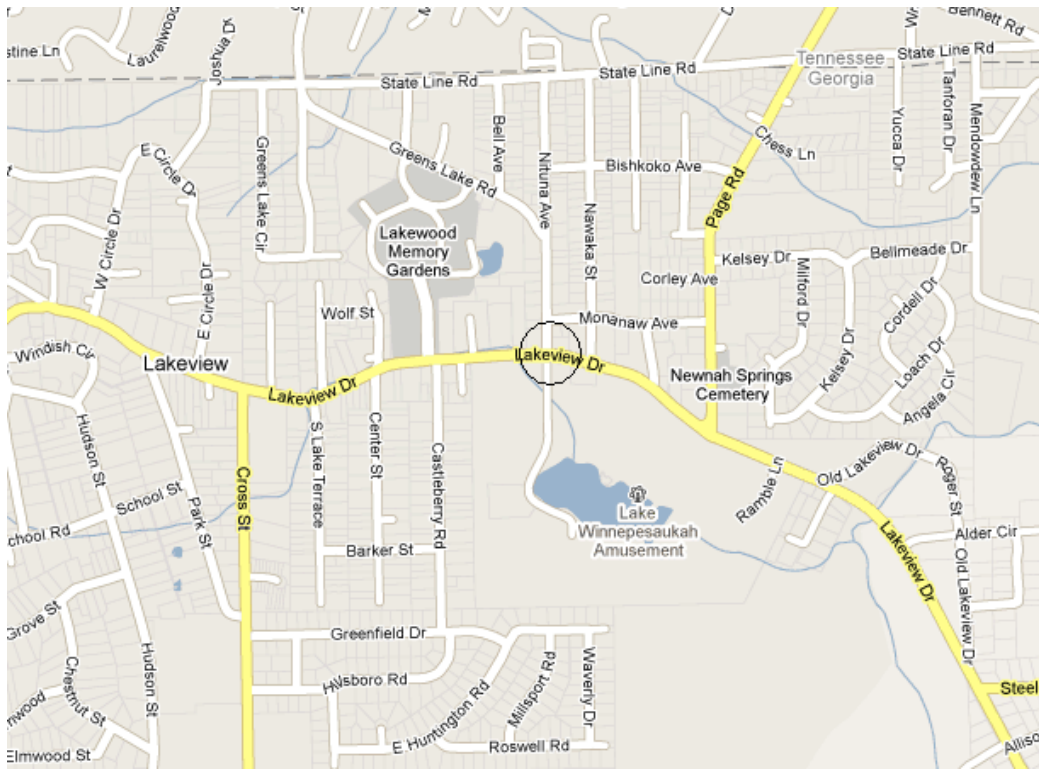 Bennett Rd
Laurelwood
stine Ln
Joshua Dr
State Line Rd
State Line Rd
State Line Rd
Tennessee
Georgia
Yucca Dr
Tanforan Dr
Mendowdew Ln
Chess Ln
Bell Ave
Greens Lake Rd
Nituna Ave
Bishkoko Ave
Page Rd
E Circle Dr
Greens Lake Cir
W Circle Dr
E Circle Dr
Lakewood
Memory
Gardens
Nawaka St
Kelsey Dr
Bellmeade Dr
Corley Ave
Milford Dr
Cordell Dr
Wolf St
Monanaw Ave
Windish Cir
Lakeview
Lakeview Dr
Lakeview Dr
Newnah Springs
Cemetery
Kelsey Dr
Loach Dr
Angela Cir
Hudson St
S Lake Terrace
Center St
Castleberry Rd
Cross St
School St
chool Rd
Park St
Ramble Ln
Old Lakeview Dr
Roger St
Lake
Winnepesaukah
Amusement
Alder Cir
Lakeview Dr
Old Lakeview Dr
Barker St
Grove St
Greenfield Dr
Hudson St
Chestnut St
Hillsboro Rd
E Huntington Rd
Millsport Rd
Waverly Dr
Steel
mwood
Elmwood St
Roswell Rd
Alliso